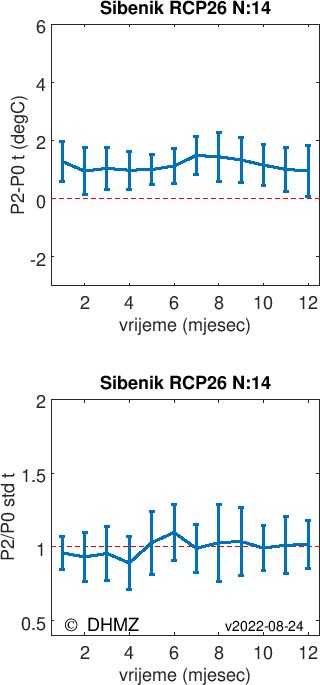 Sibenik RCP26 N:14
P2-P0 t (degC)
6
4
2
0
-2
2 4 6 8 10 12
vrijeme (mjesec)
Sibenik RCP26 N:14
P2/P0 std t
2
1.5
1
0.5
© DHMZ v2022-08-24
2 4 6 8 10 12
vrijeme (mjesec)